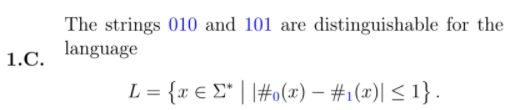 The strings 010 and 101 are distinguishable for the
1.C. language
L = {x ∈ Σ* | |#₀(x) − #₁(x)| ≤ 1} .